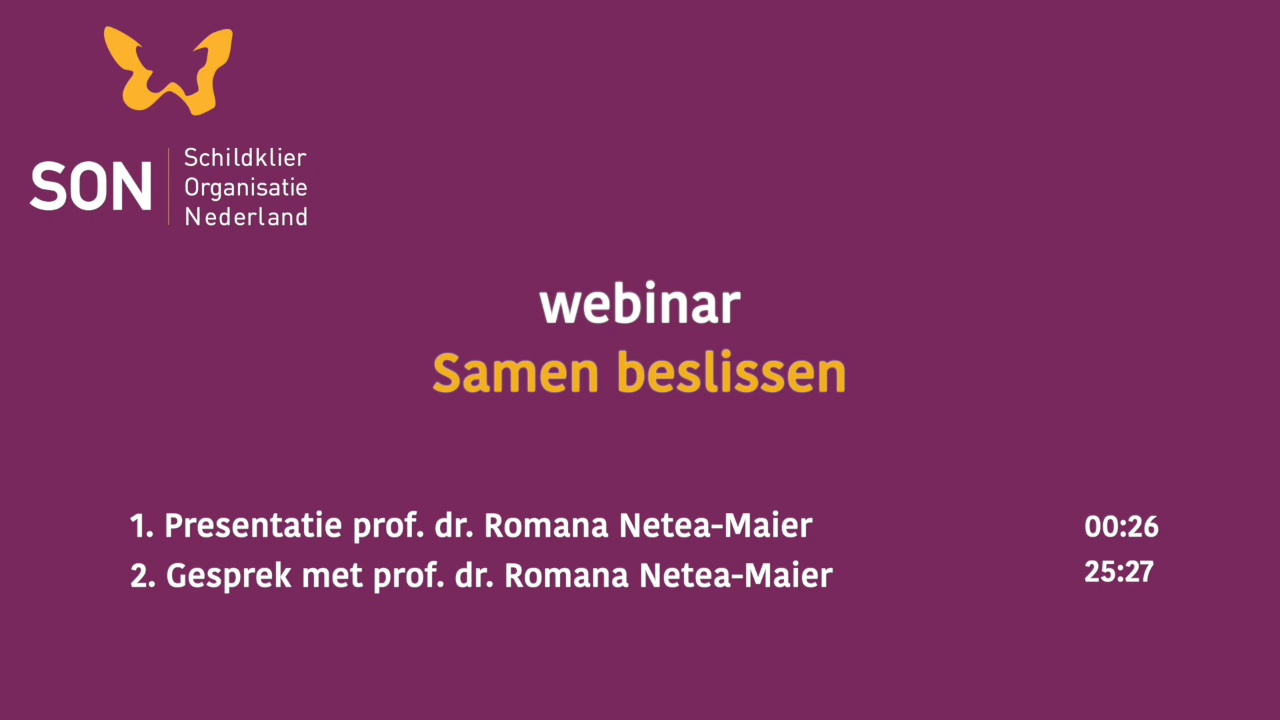 SON
Schildklier
Organisatie
Nederland
webinar
Samen beslissen
1. Presentatie prof. dr. Romana Netea-Maier 00:26
2. Gesprek met prof. dr. Romana Netea-Maier 25:27